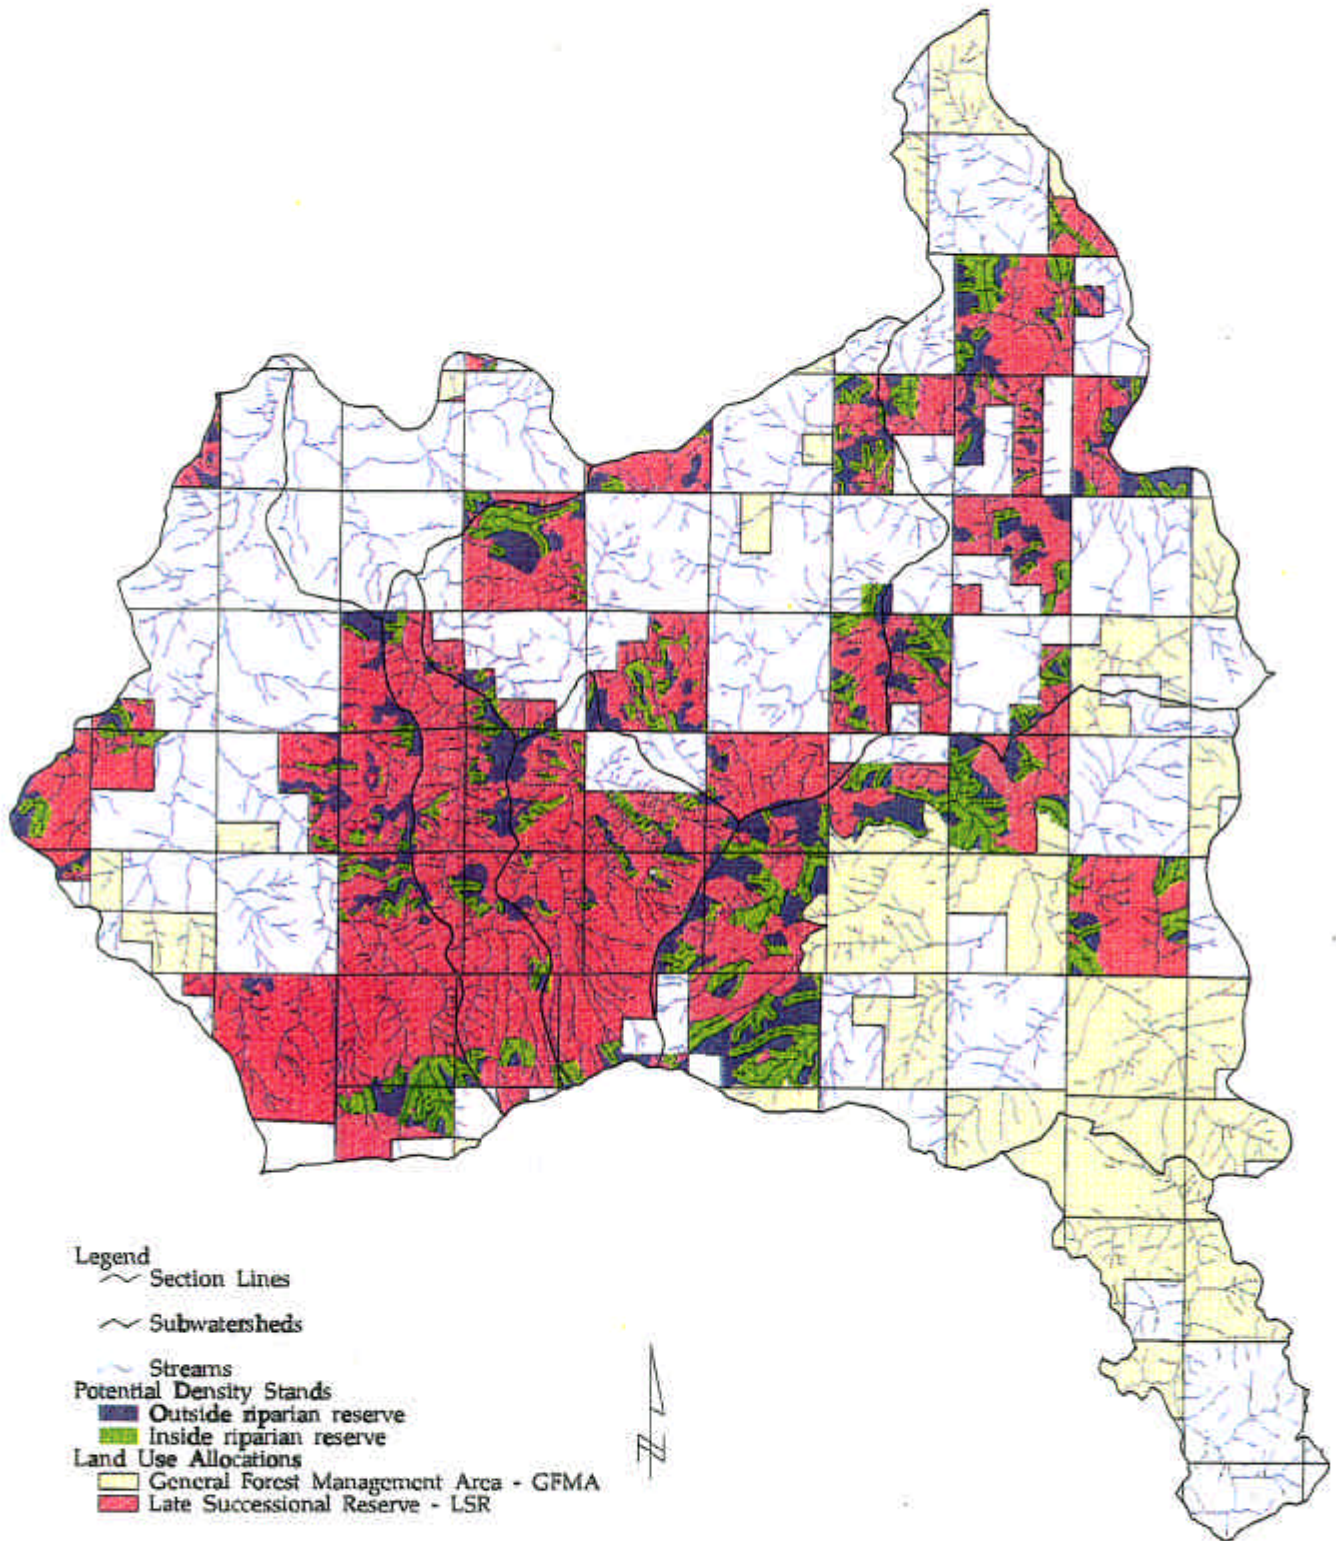 Legend
Section Lines
Subwatersheds
Streams
Potential Density Stands
Outside riparian reserve
Inside riparian reserve
Land Use Allocations
General Forest Management Area - GFMA
Late Successional Reserve - LSR